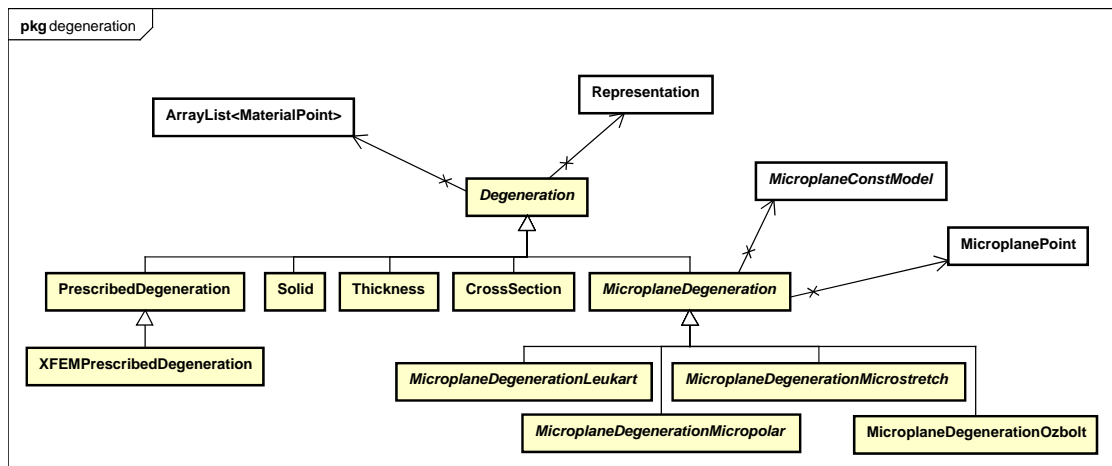 pkg degeneration
Representation
ArrayList<MaterialPoint>
MicroplaneConstModel
Degeneration
MicroplanePoint
PrescribedDegeneration
Solid
Thickness
CrossSection
MicroplaneDegeneration
XFEMPrescribedDegeneration
MicroplaneDegenerationLeukart
MicroplaneDegenerationMicrostretch
MicroplaneDegenerationMicropolar
MicroplaneDegenerationOzbolt